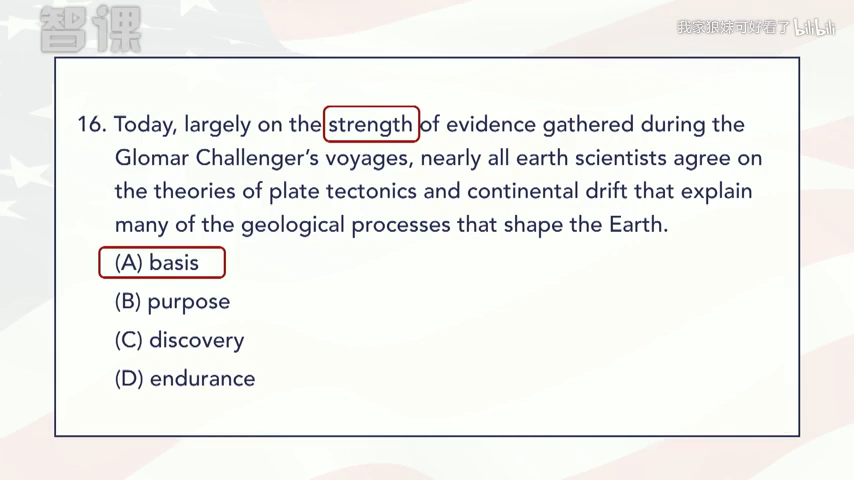 智课
我家狼妹可好看了 bilibili
16. Today, largely on the strength of evidence gathered during the
Glomar Challenger's voyages, nearly all earth scientists agree on
the theories of plate tectonics and continental drift that explain
many of the geological processes that shape the Earth.
(A) basis
(B) purpose
(C) discovery
(D) endurance